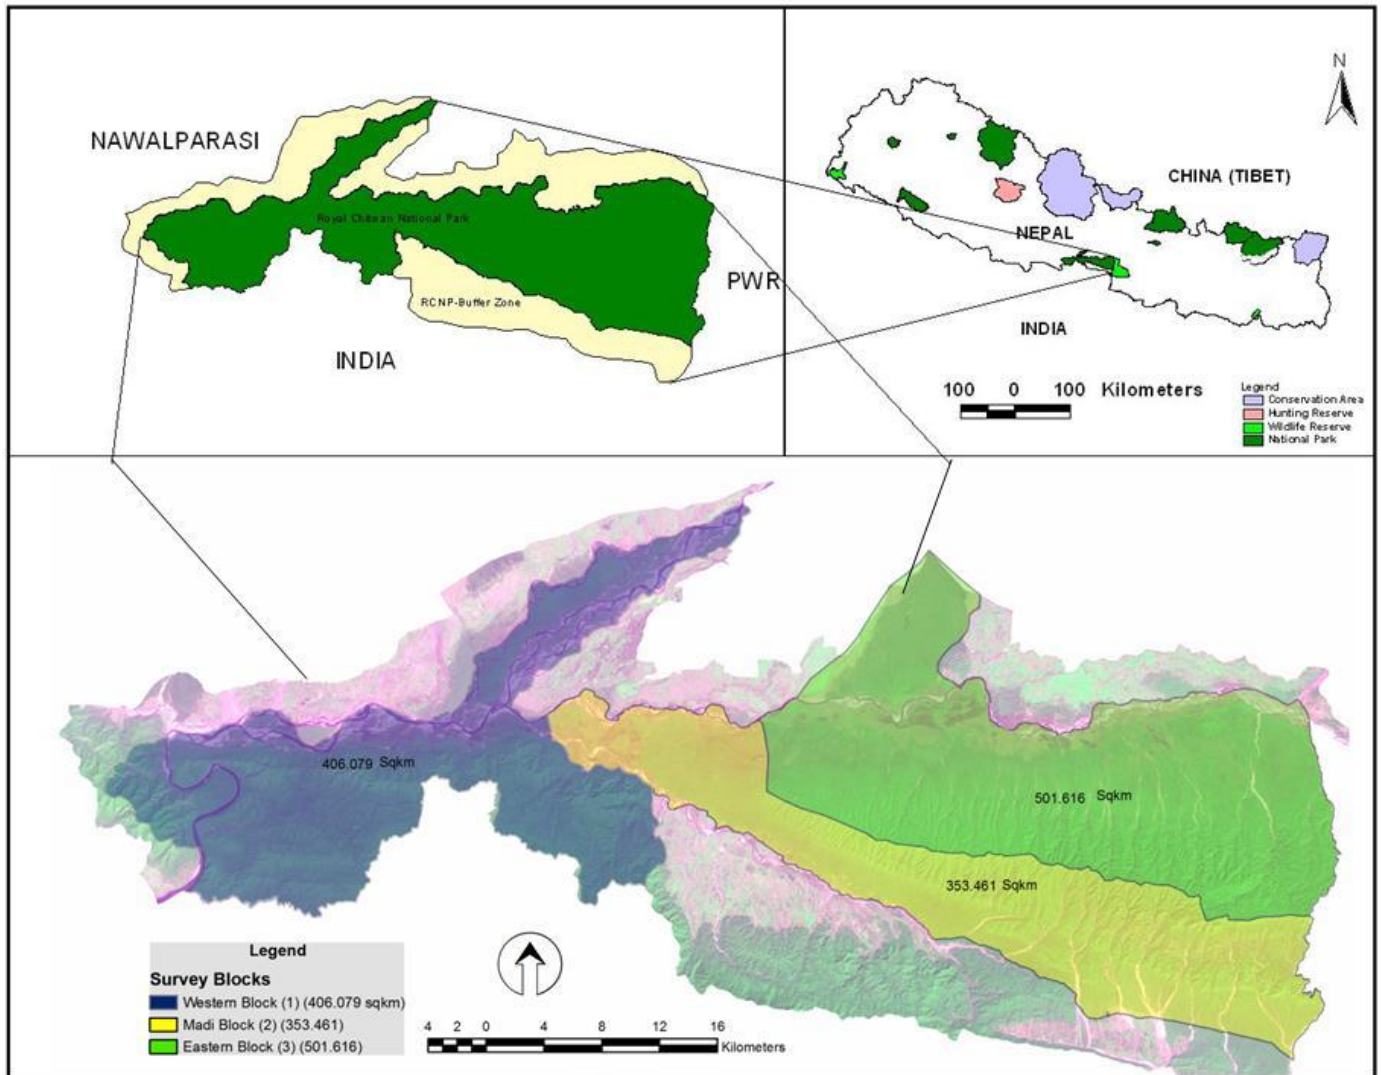 NAWALPARASI
Royal Chitwan National Park
PWR
RCNP-Buffer Zone
INDIA
N
CHINA (TIBET)
NEPAL
INDIA
100 0 100 Kilometers
Legend
Conservation Area
Hunting Reserve
Wildlife Reserve
National Park
406.079 Sqkm
501.616 Sqkm
353.461 Sqkm
Legend
Survey Blocks
Western Block (1) (406.079 sqkm)
Madi Block (2) (353.461)
Eastern Block (3) (501.616)
4 2 0 4 8 12 16
Kilometers